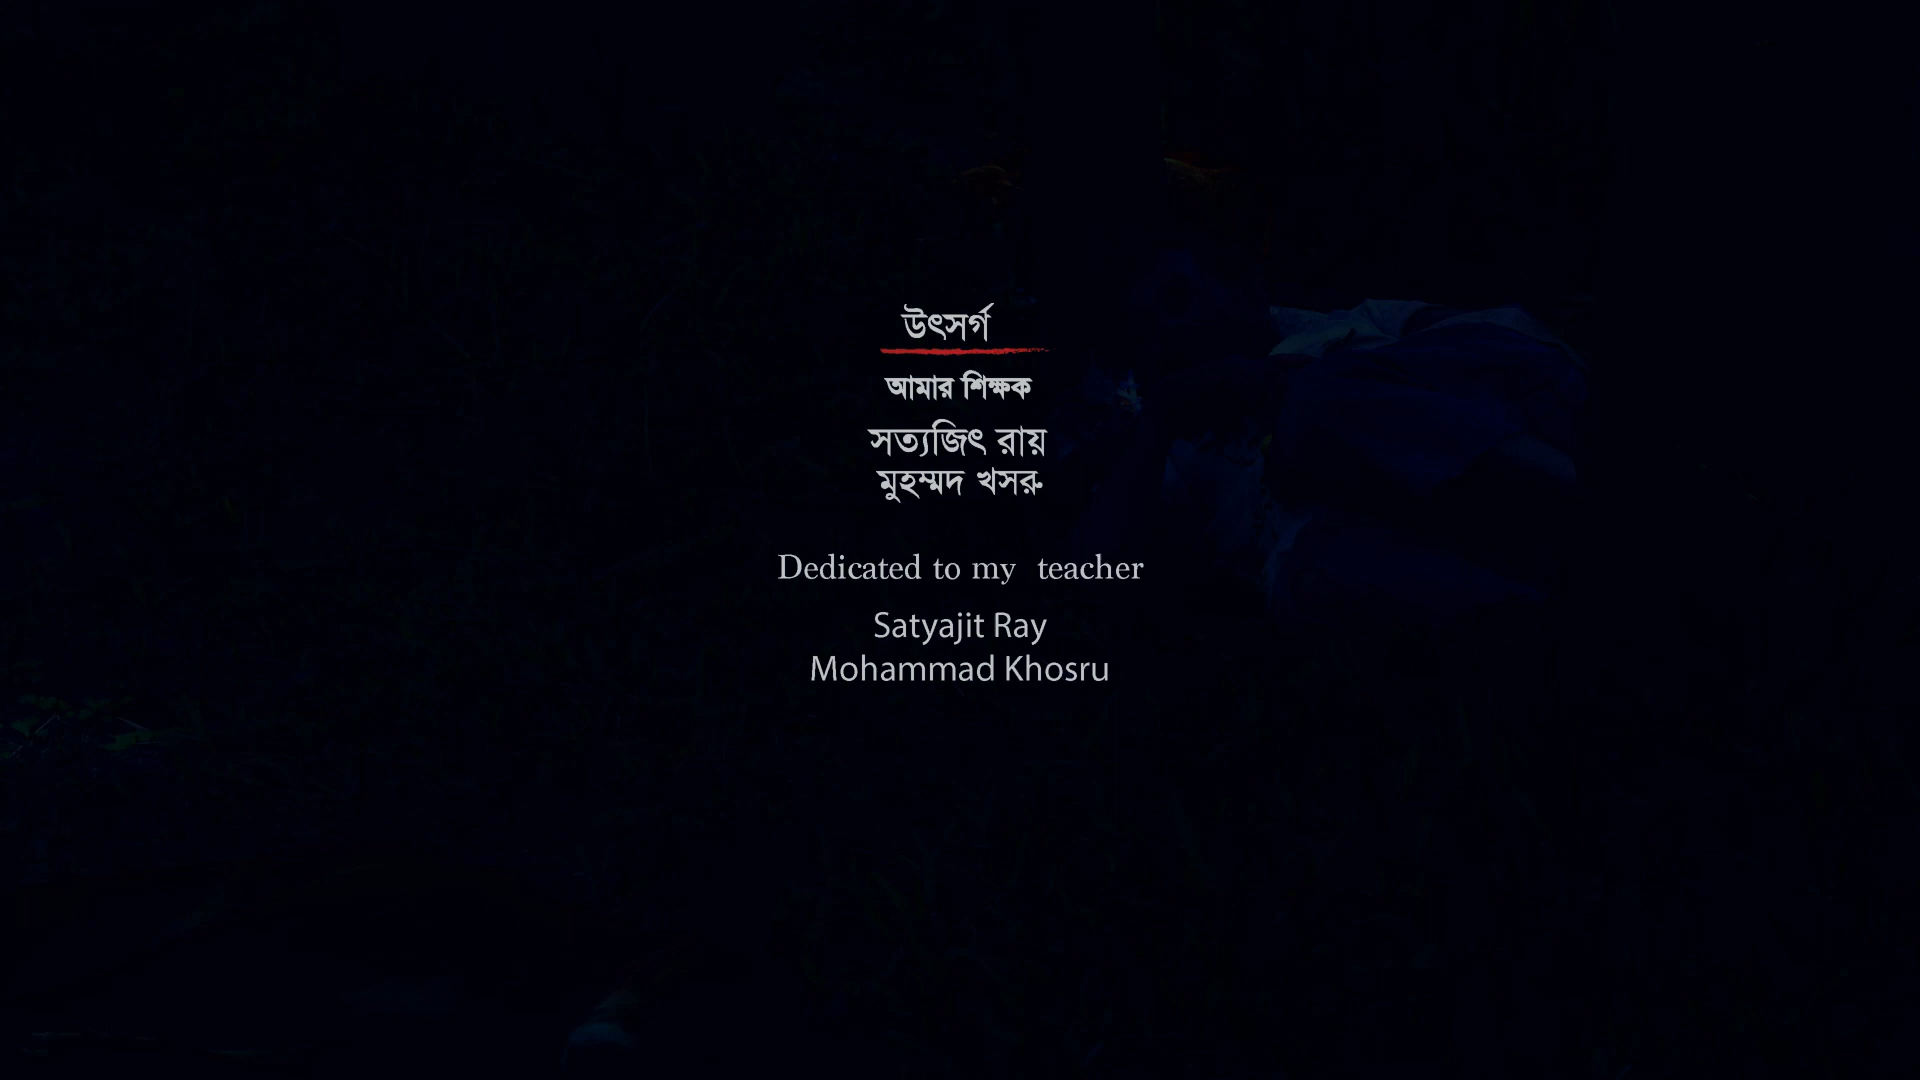 উৎসর্গ
আমার শিক্ষক
সত্যজিৎ রায়
মুহম্মদ খসরু
Dedicated to my teacher
Satyajit Ray
Mohammad Khosru